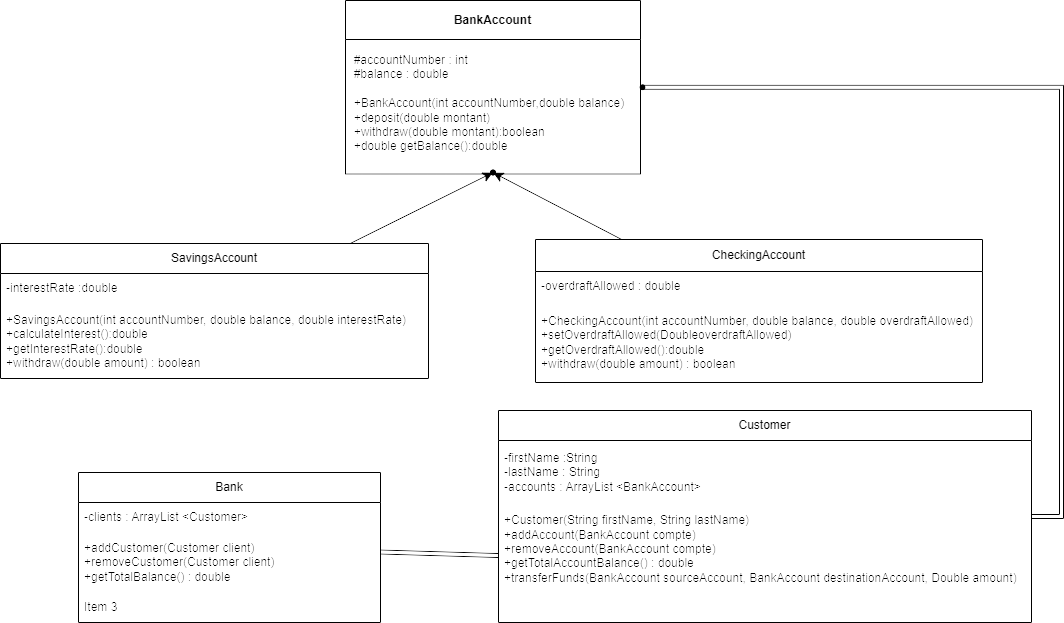 BankAccount
#accountNumber : int
#balance : double
+BankAccount(int accountNumber,double balance)
+deposit(double montant)
+withdraw(double montant):boolean
+double getBalance():double
SavingsAccount
-interestRate :double
+SavingsAccount(int accountNumber, double balance, double interestRate)
+calculateInterest():double
+getInterestRate():double
+withdraw(double amount) : boolean
CheckingAccount
-overdraftAllowed : double
+CheckingAccount(int accountNumber, double balance, double overdraftAllowed)
+setOverdraftAllowed(DoubleoverdraftAllowed)
+getOverdraftAllowed():double
+withdraw(double amount) : boolean
Customer
-firstName :String
-lastName : String
-accounts : ArrayList <BankAccount>
+Customer(String firstName, String lastName)
+addAccount(BankAccount compte)
+removeAccount(BankAccount compte)
+getTotalAccountBalance() : double
+transferFunds(BankAccount sourceAccount, BankAccount destinationAccount, Double amount)
Bank
-clients : ArrayList <Customer>
+addCustomer(Customer client)
+removeCustomer(Customer client)
+getTotalBalance() : double
Item 3